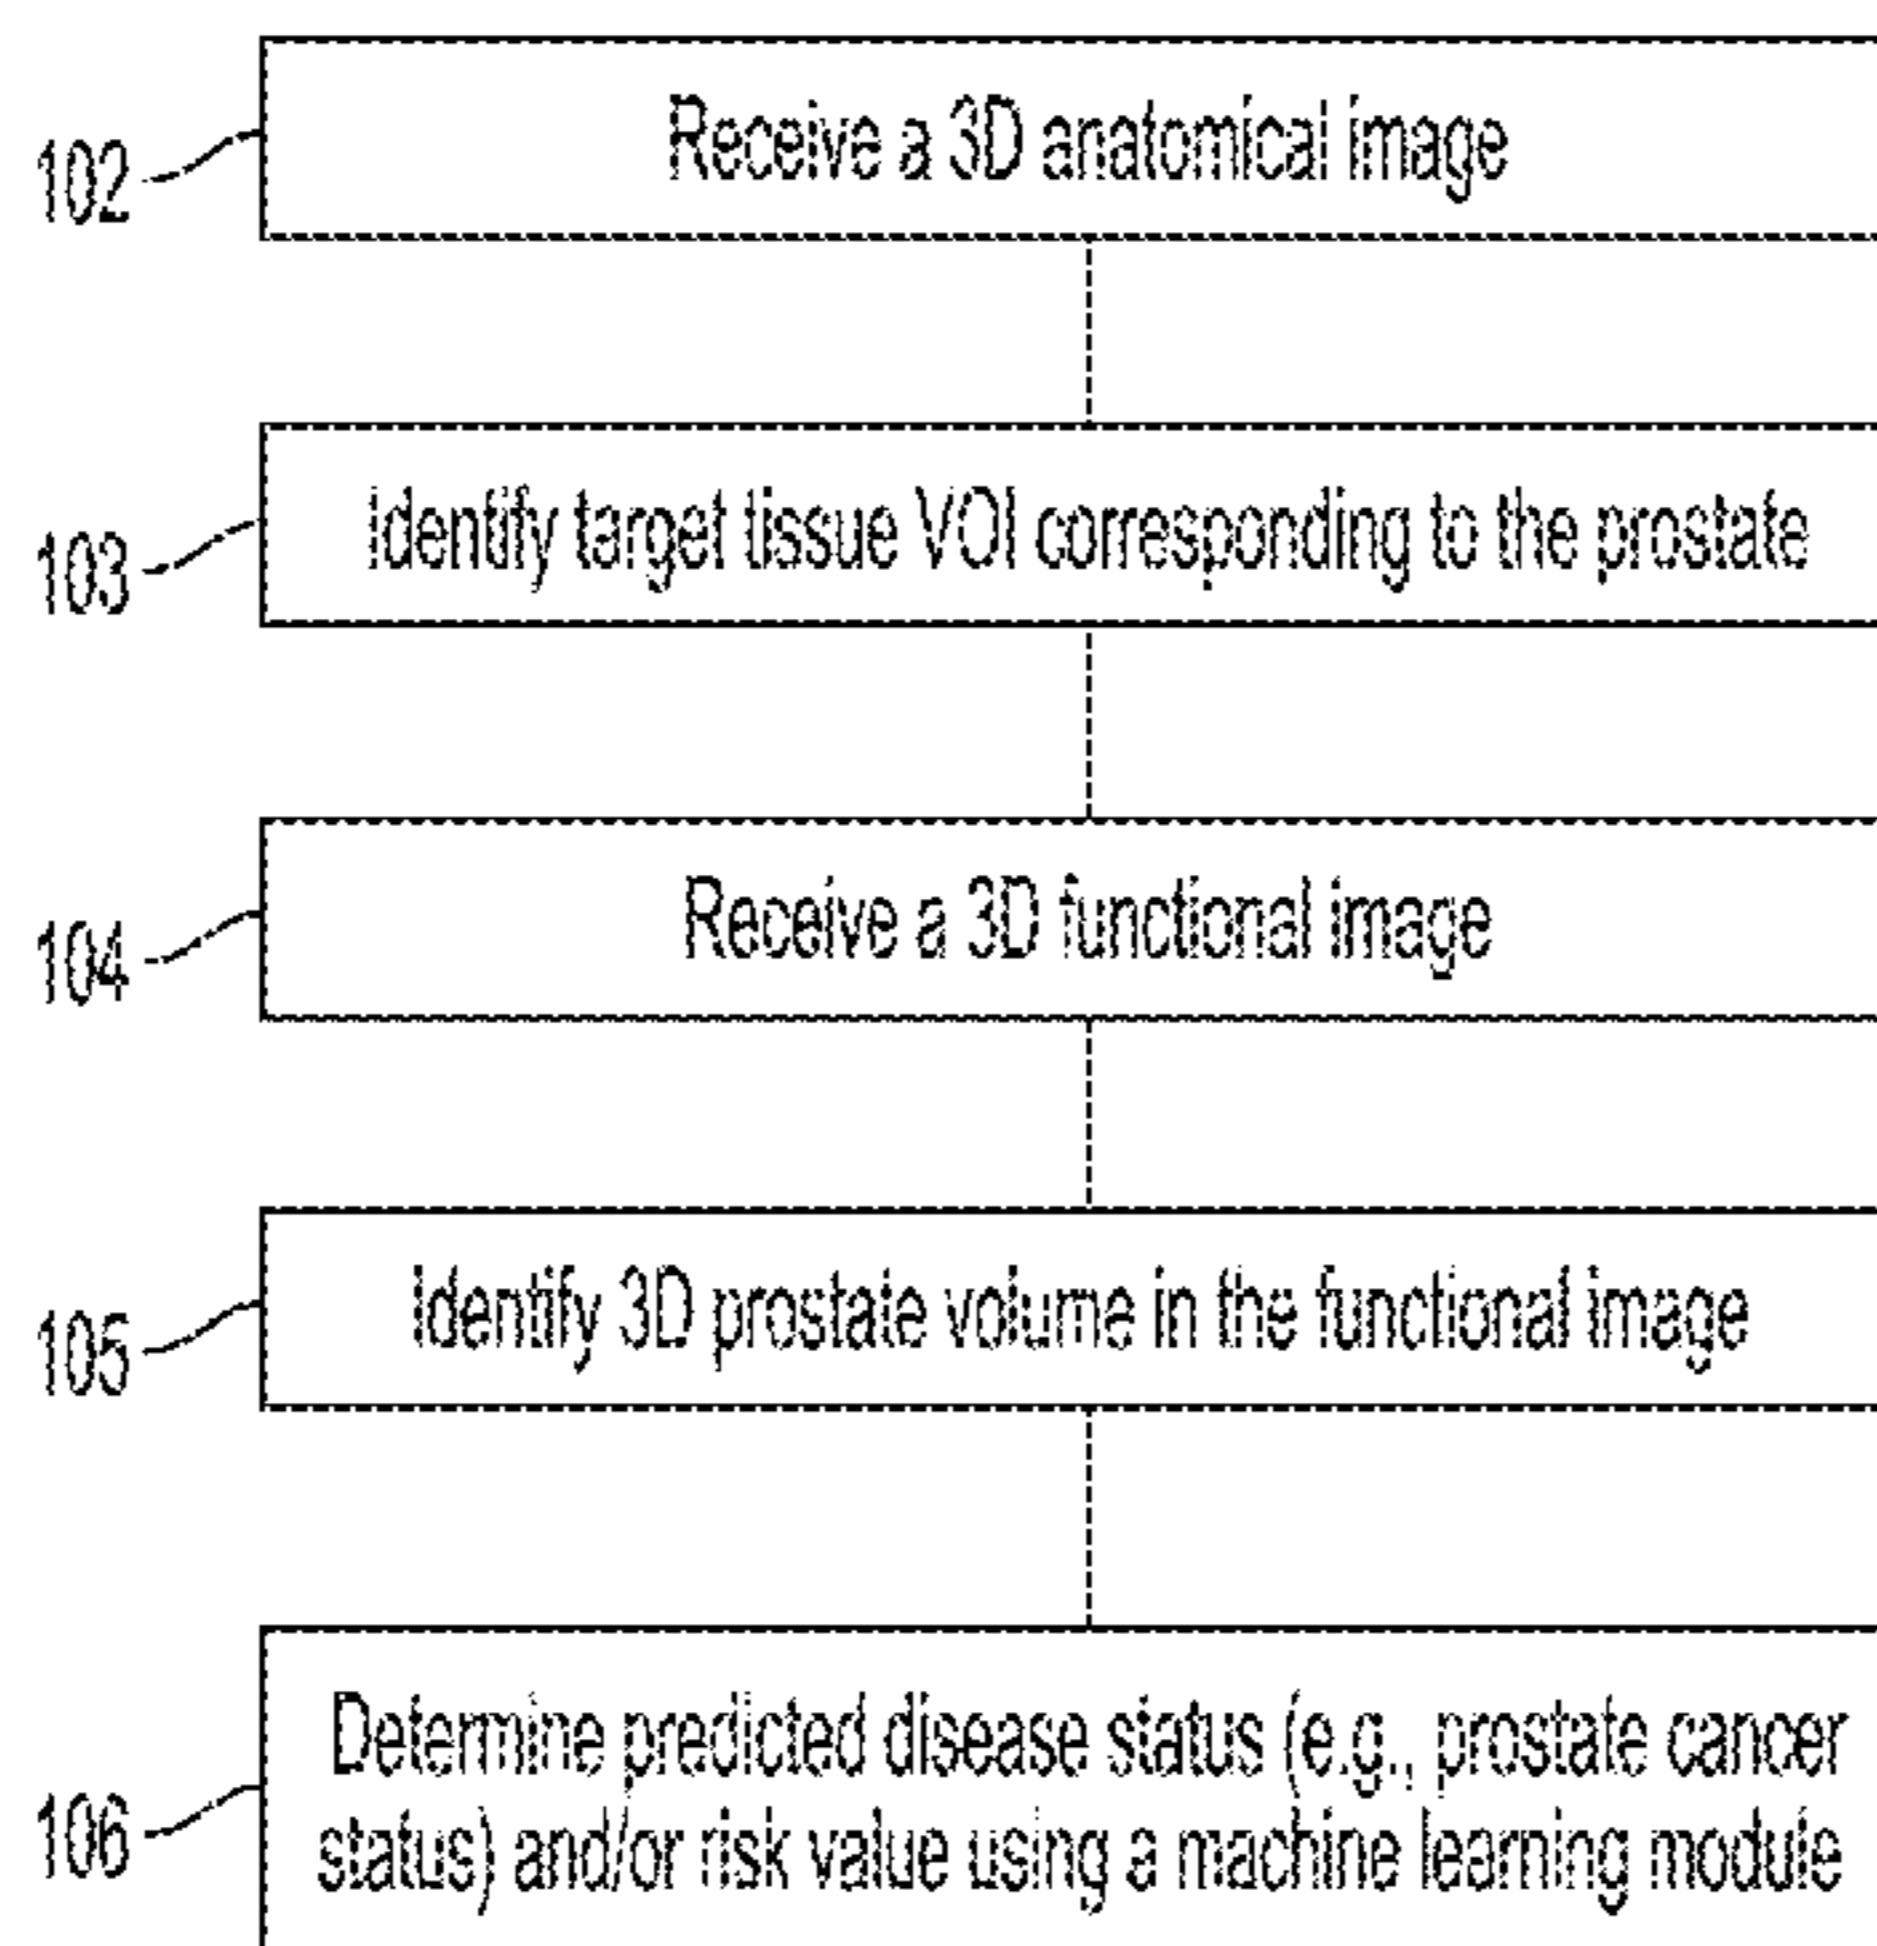 102
Receive a 3D anatomical image
103
Identify target tissue VOI corresponding to the prostate
104
Receive a 3D functional image
105
Identify 3D prostate volume in the functional image
106
Determine predicted disease status (e.g., prostate cancer
status) and/or risk value using a machine learning module